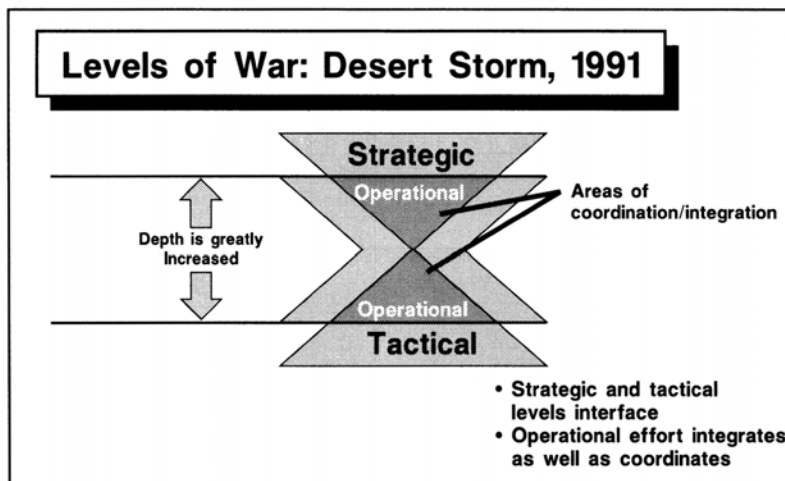 Levels of War: Desert Storm, 1991
Strategic
Operational
Areas of
coordination/integration
Depth is greatly
Increased
Operational
Tactical
• Strategic and tactical
levels interface
• Operational effort integrates
as well as coordinates